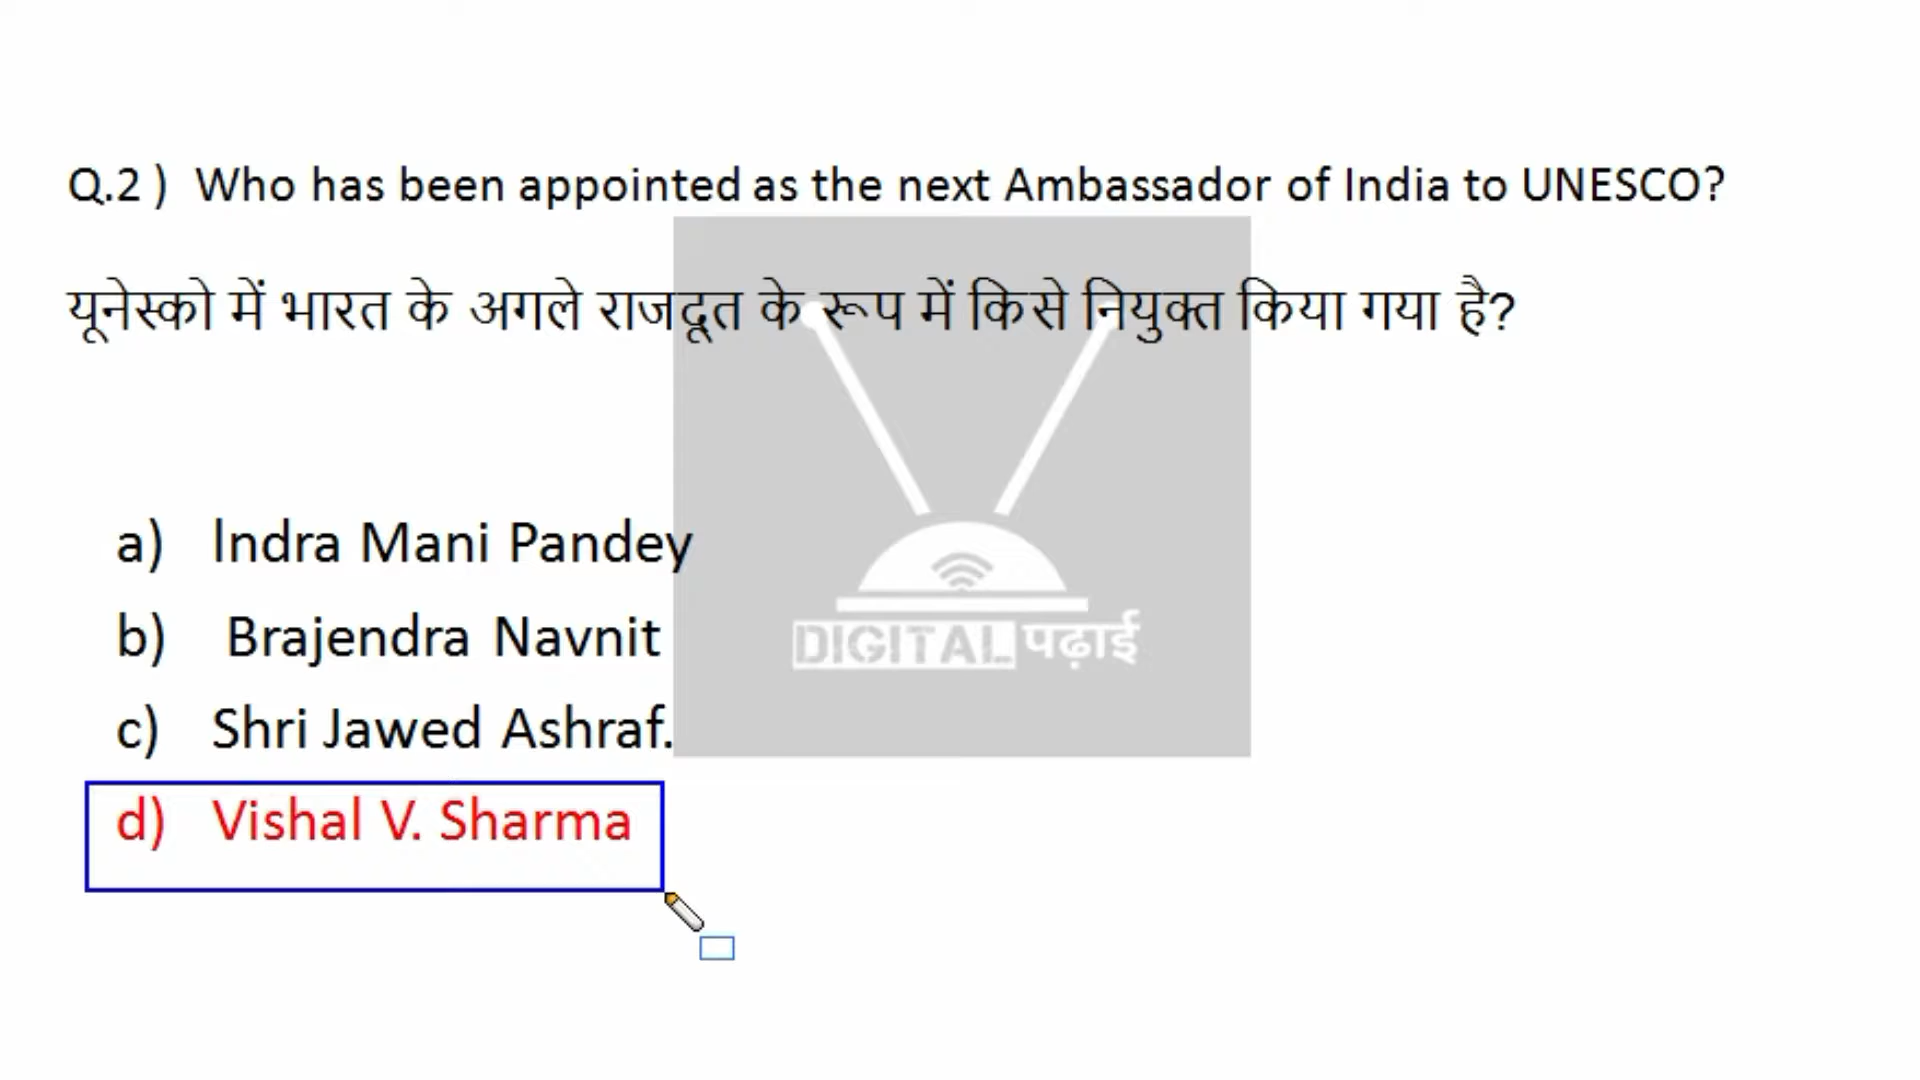 Q.2 ) Who has been appointed as the next Ambassador of India to UNESCO?
यूनेस्को में भारत के अगले राजदूत के रूप में किसे नियुक्त किया गया है?
a) Indra Mani Pandey
b) Brajendra Navnit
c) Shri Jawed Ashraf.
d) Vishal V. Sharma
DIGITAL पढ़ाई